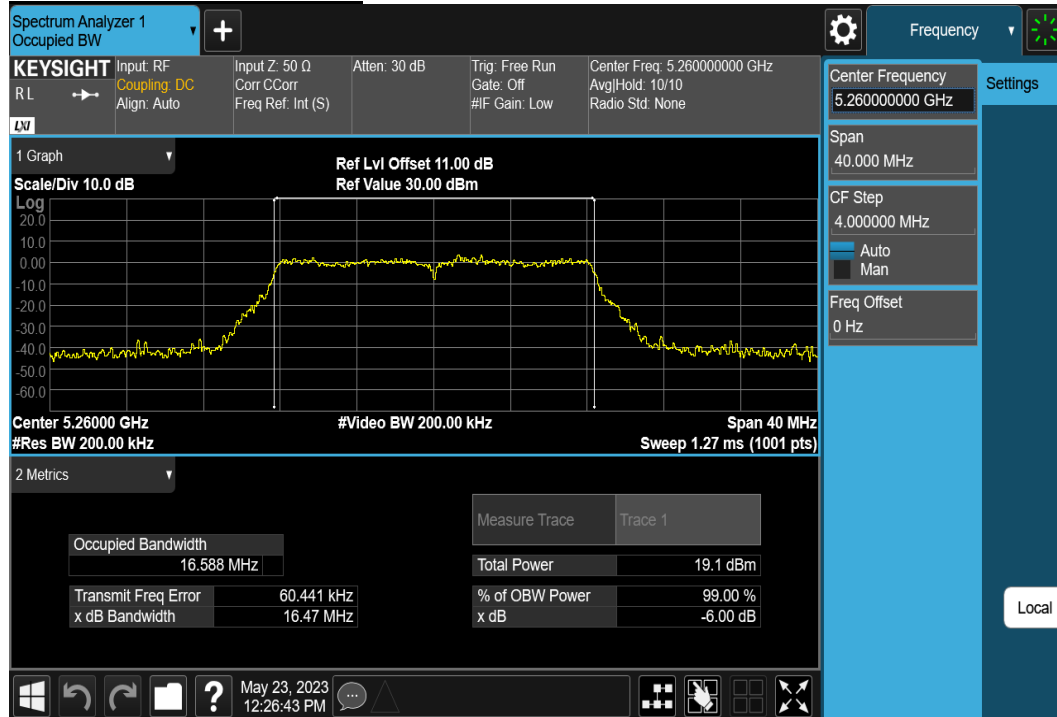 Spectrum Analyzer 1
Occupied BW
+
Frequency
KEYSIGHT
RL
LXI
Input: RF
Coupling: DC
Align: Auto
Input Z: 50 Ω
Corr CCorr
Freq Ref: Int (S)
Atten: 30 dB
Trig: Free Run
Gate: Off
#IF Gain: Low
Center Freq: 5.260000000 GHz
Avg|Hold: 10/10
Radio Std: None
Center Frequency
5.260000000 GHz
Settings
Span
40.000 MHz
CF Step
4.000000 MHz
Auto
Man
Freq Offset
0 Hz
Local
1 Graph
Scale/Div 10.0 dB
Ref Lvl Offset 11.00 dB
Ref Value 30.00 dBm
Log
20.0
10.0
0.00
-10.0
-20.0
-30.0
-40.0
-50.0
-60.0
Center 5.26000 GHz
#Video BW 200.00 kHz
Span 40 MHz
#Res BW 200.00 kHz
Sweep 1.27 ms (1001 pts)
2 Metrics
Measure Trace
Trace 1
Occupied Bandwidth
16.588 MHz
Total Power
19.1 dBm
Transmit Freq Error
60.441 kHz
% of OBW Power
99.00 %
x dB Bandwidth
16.47 MHz
x dB
-6.00 dB
?
May 23, 2023
12:26:43 PM